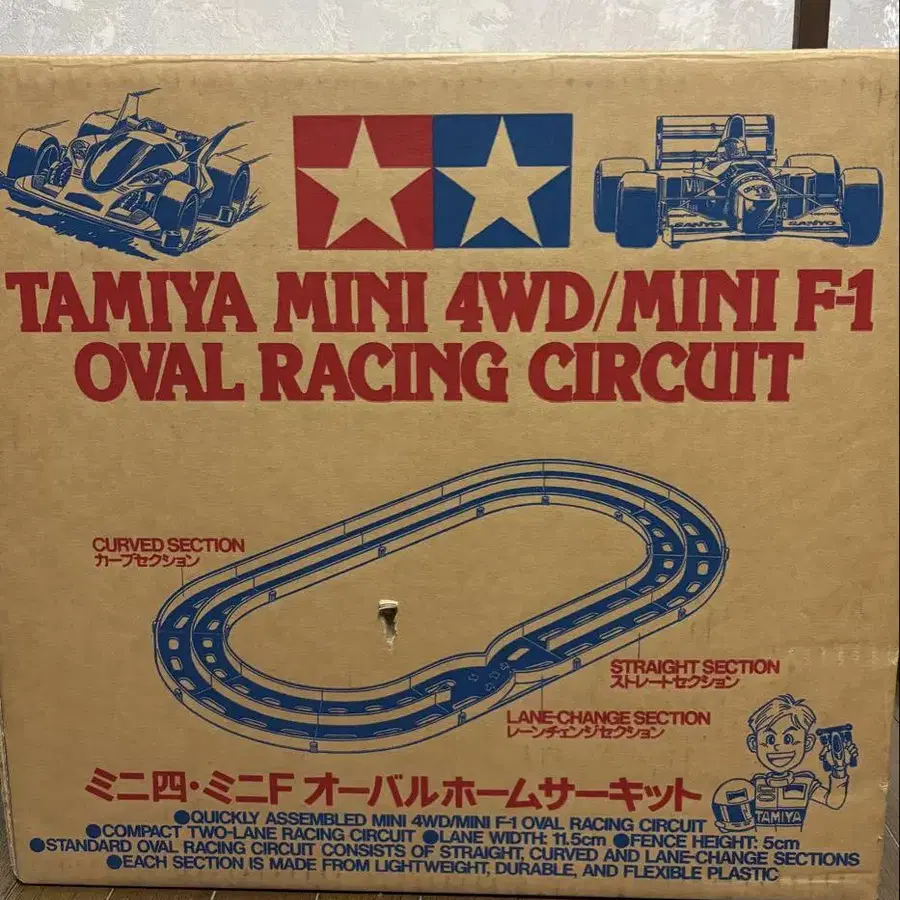 TAMIYA MINI 4WD/MINI F-1
OVAL RACING CIRCUIT
CURVED SECTION
カーブセクション
STRAIGHT SECTION
ストレートセクション
LANE-CHANGE SECTION
レーンチェンジセクション
TAMIYA
ミニ四・ミニF オーバルホームサーキット
●QUICKLY ASSEMBLED MINI 4WD/MINI F-1 OVAL RACING CIRCUIT
●COMPACT TWO-LANE RACING CIRCUIT ●LANE WIDTH: 11.5cm ●FENCE HEIGHT: 5cm
●STANDARD OVAL RACING CIRCUIT CONSISTS OF STRAIGHT, CURVED AND LANE-CHANGE SECTIONS
●EACH SECTION IS MADE FROM LIGHTWEIGHT, DURABLE, AND FLEXIBLE PLASTIC